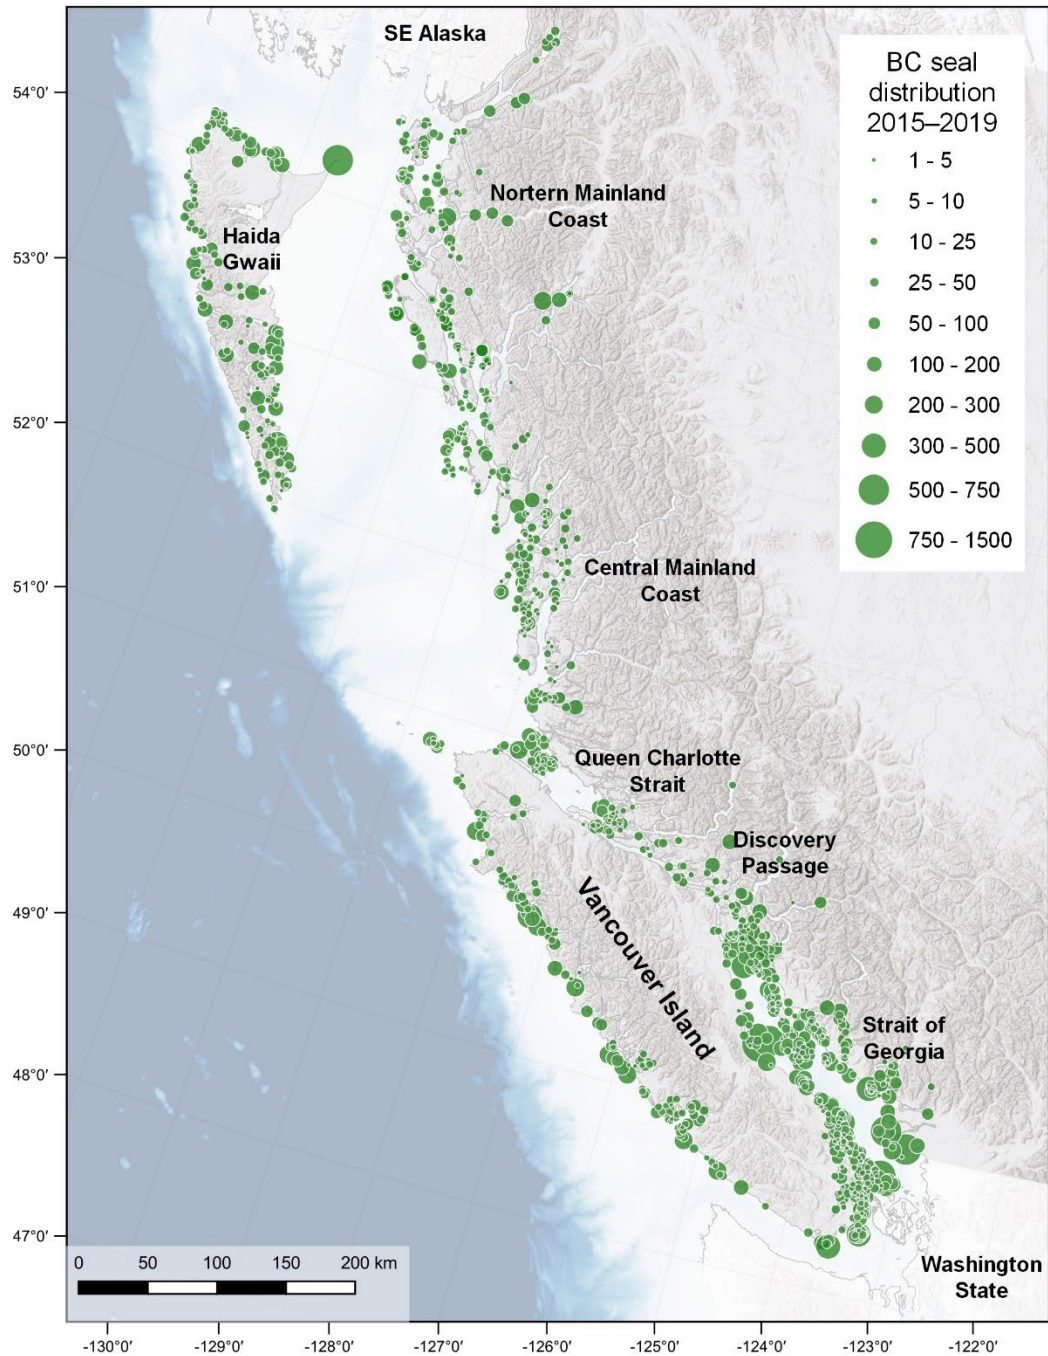 SE Alaska
BC seal
distribution
2015–2019
1 - 5
5 - 10
10 - 25
25 - 50
50 - 100
100 - 200
200 - 300
300 - 500
500 - 750
750 - 1500
54°0'
53°0'
52°0'
51°0'
50°0'
49°0'
48°0'
47°0'
Nortern Mainland
Coast
Haida
Gwaii
Central Mainland
Coast
Queen Charlotte
Strait
Discovery
Passage
Vancouver Island
Strait of
Georgia
Washington
State
0 50 100 150 200 km
-130°0' -129°0' -128°0' -127°0' -126°0' -125°0' -124°0' -123°0' -122°0'